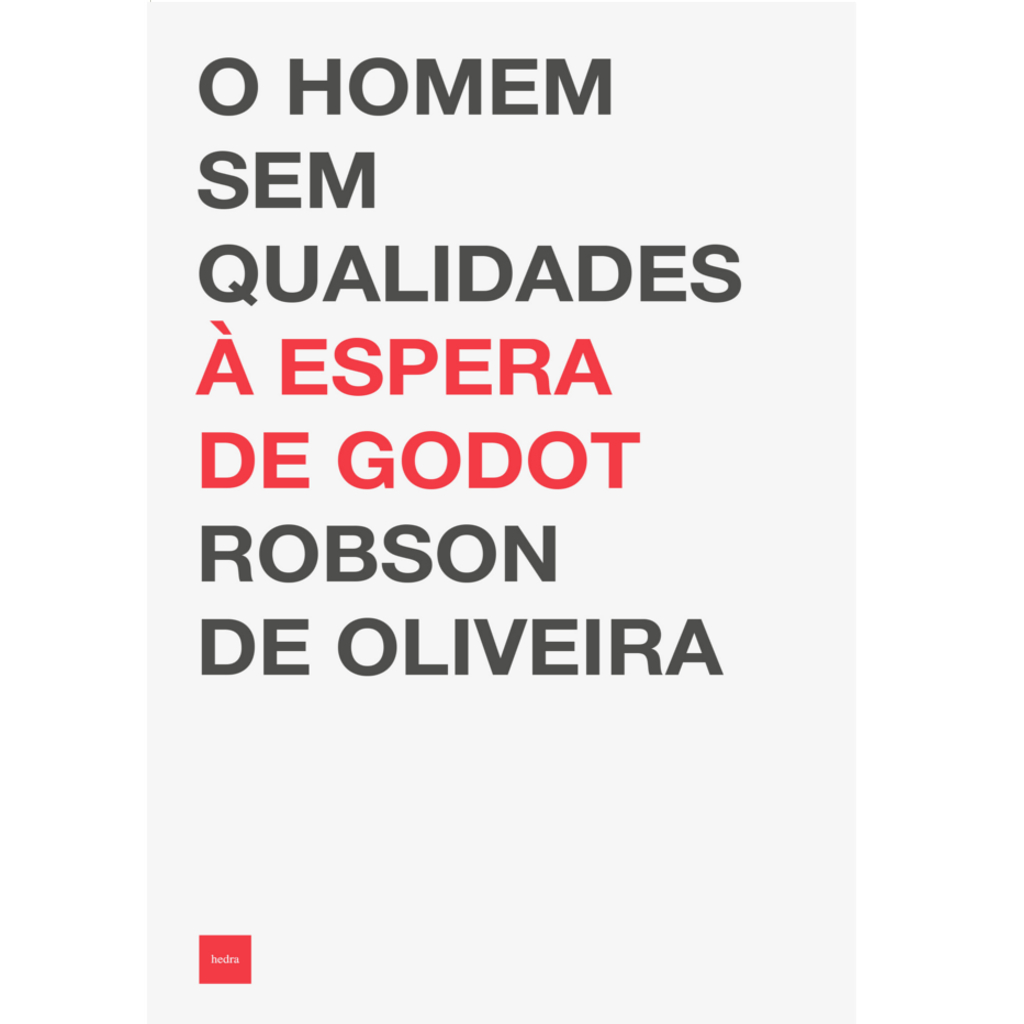 O HOMEM
SEM
QUALIDADES
À ESPERA
DE GODOT
ROBSON
DE OLIVEIRA
hedra